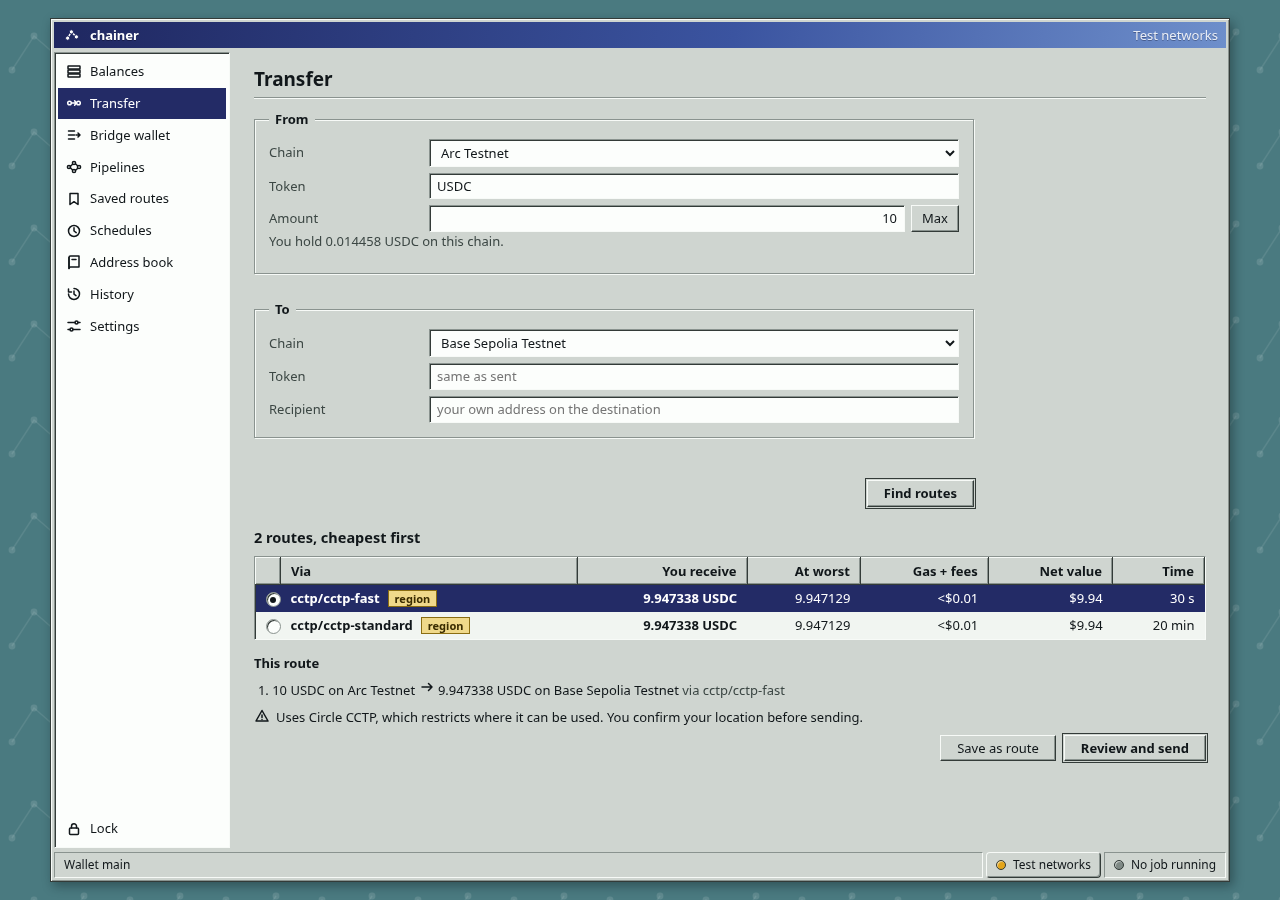 chainer Test networks
Balances
Transfer
Bridge wallet
Pipelines
Saved routes
Schedules
Address book
History
Settings
Lock
Transfer
From
Chain Arc Testnet
Token USDC
Amount 10 Max
You hold 0.014458 USDC on this chain.
To
Chain Base Sepolia Testnet
Token same as sent
Recipient your own address on the destination
Find routes
2 routes, cheapest first
Via You receive At worst Gas + fees Net value Time
cctp/cctp-fast region 9.947338 USDC 9.947129 <$0.01 $9.94 30 s
cctp/cctp-standard region 9.947338 USDC 9.947129 <$0.01 $9.94 20 min
This route
1. 10 USDC on Arc Testnet → 9.947338 USDC on Base Sepolia Testnet via cctp/cctp-fast
Uses Circle CCTP, which restricts where it can be used. You confirm your location before sending.
Save as route Review and send
Wallet main Test networks No job running